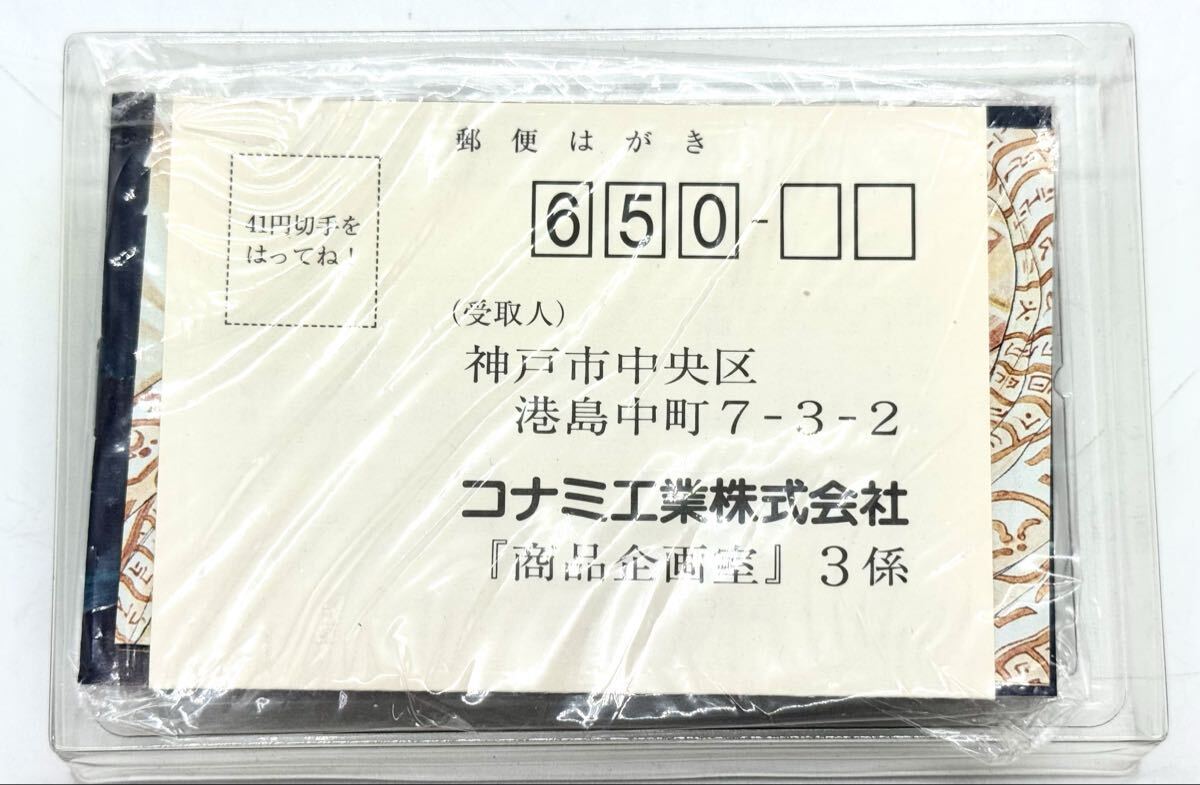 郵便はがき
41円切手を
はってね!
650-
(受取人)
神戸市中央区
港島中町7-3-2
コナミ工業株式会社
『商品企画室』3係